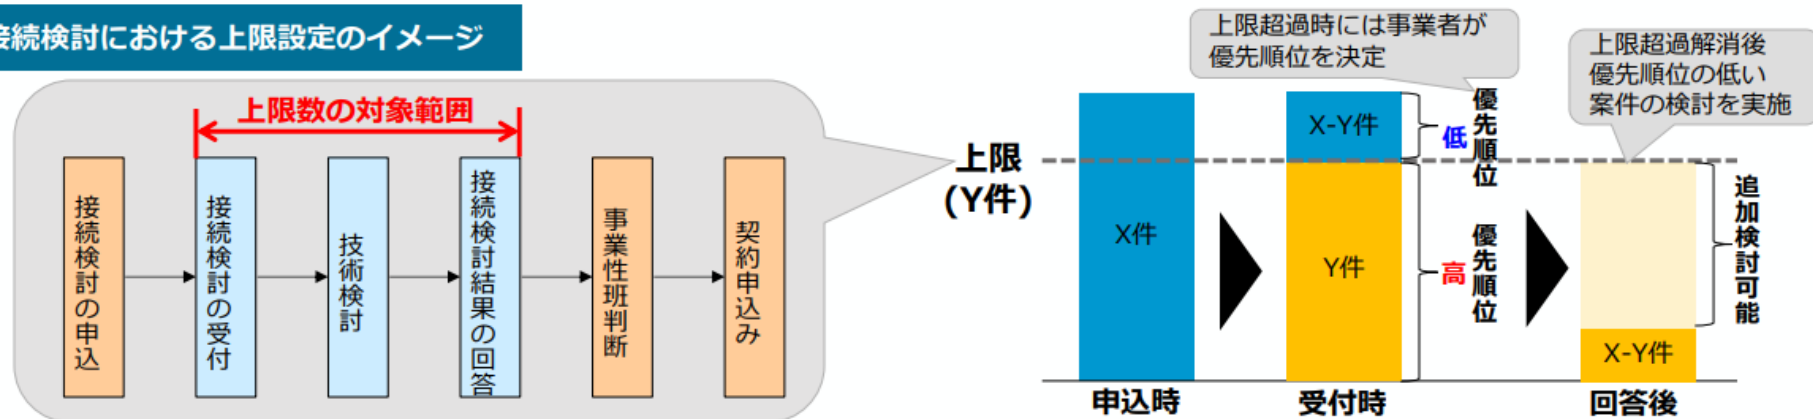 接続検討における上限設定のイメージ
上限数の対象範囲
接続検討の申込
接続検討の受付
技術検討
接続検討結果の回答
事業性班判断
契約申込み
上限
(Y件)
上限超過時には事業者が
優先順位を決定
上限超過解消後
優先順位の低い
案件の検討を実施
X件
X-Y件
Y件
低
優先順位
高
優先順位
追加検討可能
X-Y件
申込時
受付時
回答後